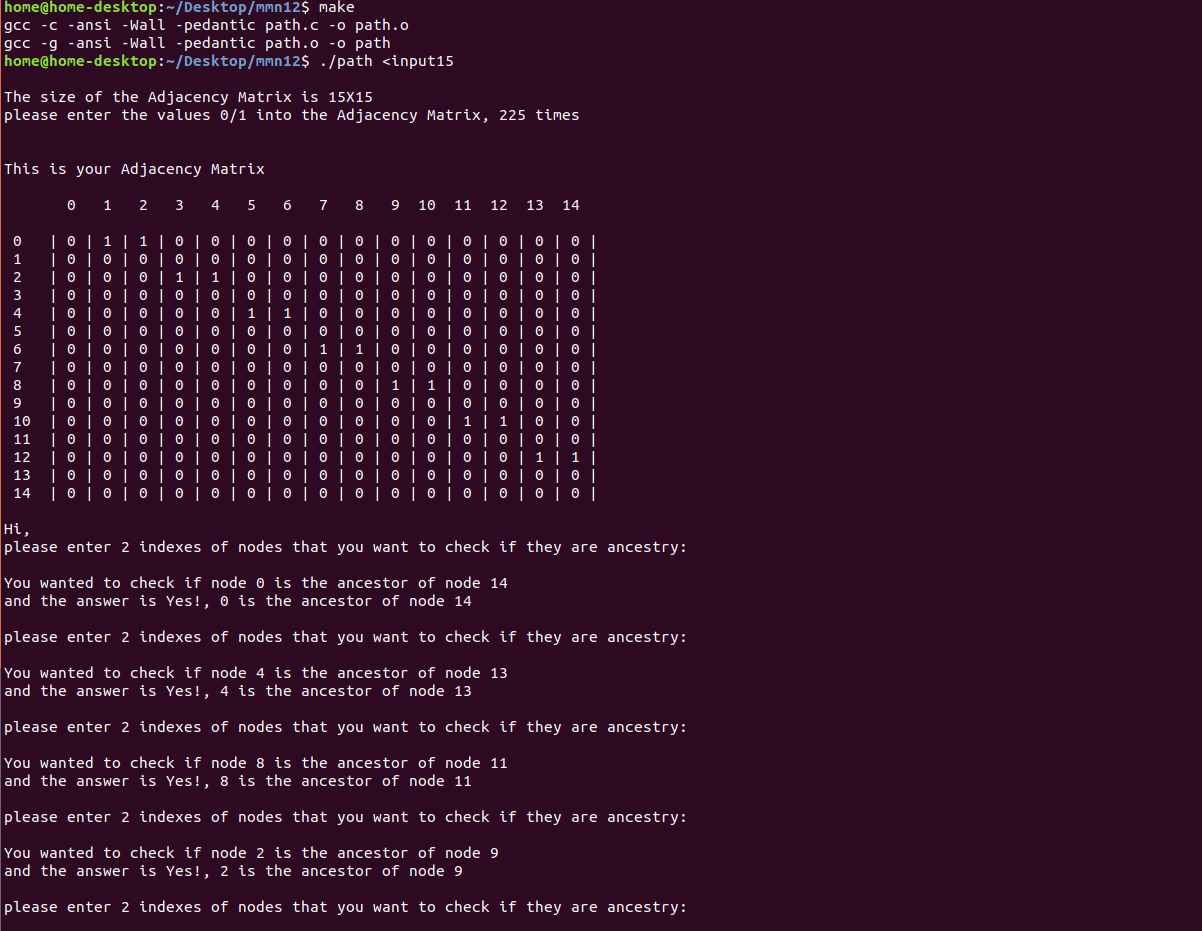 home@home-desktop:~/Desktop/mmn12$ make
gcc -c -ansi -Wall -pedantic path.c -o path.o
gcc -g -ansi -Wall -pedantic path.o -o path
home@home-desktop:~/Desktop/mmn12$ ./path <input15
The size of the Adjacency Matrix is 15X15
please enter the values 0/1 into the Adjacency Matrix, 225 times
This is your Adjacency Matrix
0 1 2 3 4 5 6 7 8 9 10 11 12 13 14
0 | 0 | 1 | 1 | 0 | 0 | 0 | 0 | 0 | 0 | 0 | 0 | 0 | 0 | 0 | 0 |
1 | 0 | 0 | 0 | 0 | 0 | 0 | 0 | 0 | 0 | 0 | 0 | 0 | 0 | 0 | 0 |
2 | 0 | 0 | 0 | 1 | 1 | 0 | 0 | 0 | 0 | 0 | 0 | 0 | 0 | 0 | 0 |
3 | 0 | 0 | 0 | 0 | 0 | 0 | 0 | 0 | 0 | 0 | 0 | 0 | 0 | 0 | 0 |
4 | 0 | 0 | 0 | 0 | 0 | 1 | 1 | 0 | 0 | 0 | 0 | 0 | 0 | 0 | 0 |
5 | 0 | 0 | 0 | 0 | 0 | 0 | 0 | 0 | 0 | 0 | 0 | 0 | 0 | 0 | 0 |
6 | 0 | 0 | 0 | 0 | 0 | 0 | 0 | 1 | 1 | 0 | 0 | 0 | 0 | 0 | 0 |
7 | 0 | 0 | 0 | 0 | 0 | 0 | 0 | 0 | 0 | 0 | 0 | 0 | 0 | 0 | 0 |
8 | 0 | 0 | 0 | 0 | 0 | 0 | 0 | 0 | 0 | 1 | 1 | 0 | 0 | 0 | 0 |
9 | 0 | 0 | 0 | 0 | 0 | 0 | 0 | 0 | 0 | 0 | 0 | 0 | 0 | 0 | 0 |
10 | 0 | 0 | 0 | 0 | 0 | 0 | 0 | 0 | 0 | 0 | 0 | 1 | 1 | 0 | 0 |
11 | 0 | 0 | 0 | 0 | 0 | 0 | 0 | 0 | 0 | 0 | 0 | 0 | 0 | 0 | 0 |
12 | 0 | 0 | 0 | 0 | 0 | 0 | 0 | 0 | 0 | 0 | 0 | 0 | 0 | 1 | 1 |
13 | 0 | 0 | 0 | 0 | 0 | 0 | 0 | 0 | 0 | 0 | 0 | 0 | 0 | 0 | 0 |
14 | 0 | 0 | 0 | 0 | 0 | 0 | 0 | 0 | 0 | 0 | 0 | 0 | 0 | 0 | 0 |
Hi,
please enter 2 indexes of nodes that you want to check if they are ancestry:
You wanted to check if node 0 is the ancestor of node 14
and the answer is Yes!, 0 is the ancestor of node 14
please enter 2 indexes of nodes that you want to check if they are ancestry:
You wanted to check if node 4 is the ancestor of node 13
and the answer is Yes!, 4 is the ancestor of node 13
please enter 2 indexes of nodes that you want to check if they are ancestry:
You wanted to check if node 8 is the ancestor of node 11
and the answer is Yes!, 8 is the ancestor of node 11
please enter 2 indexes of nodes that you want to check if they are ancestry:
You wanted to check if node 2 is the ancestor of node 9
and the answer is Yes!, 2 is the ancestor of node 9
please enter 2 indexes of nodes that you want to check if they are ancestry: